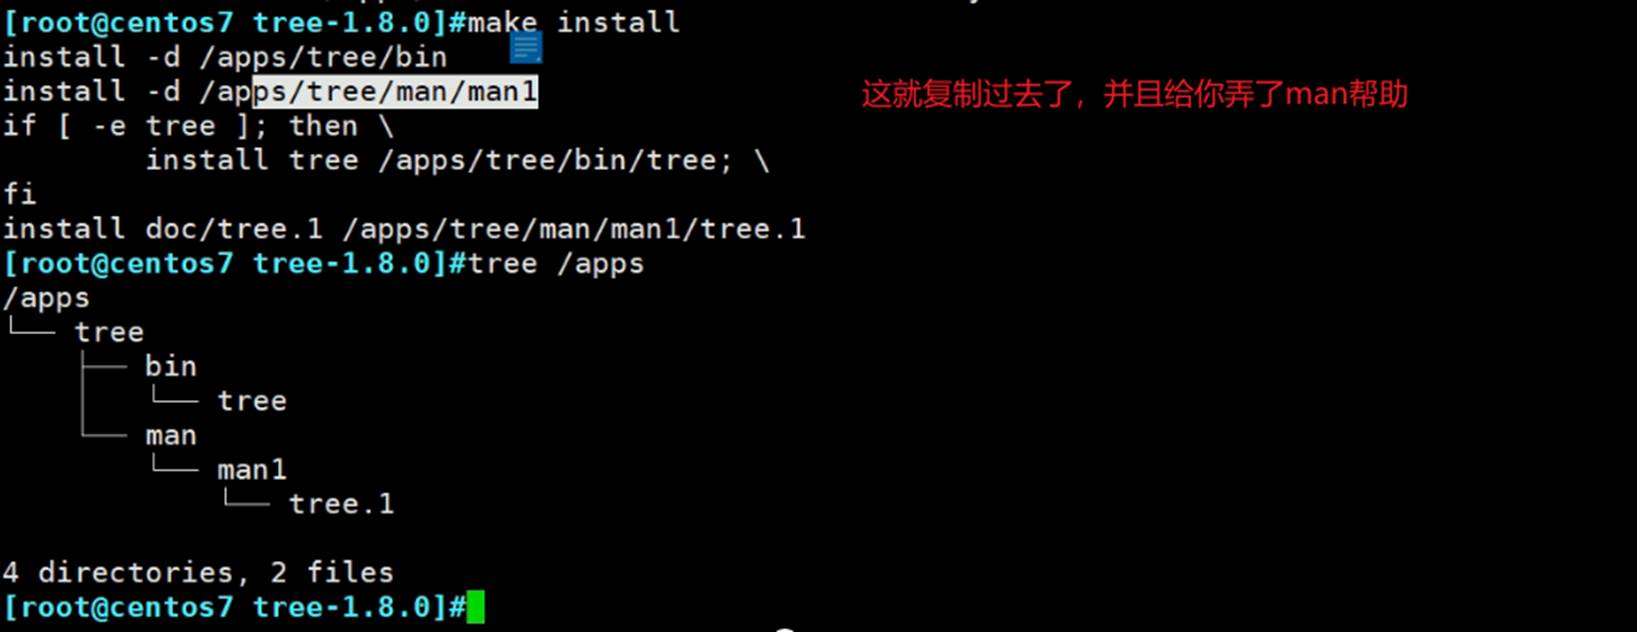 [root@centos7 tree-1.8.0]#make install
install -d /apps/tree/bin
install -d /apps/tree/man/man1
这就复制过去了，并且给你弄了man帮助
if [ -e tree ]; then \
        install tree /apps/tree/bin/tree; \
fi
install doc/tree.1 /apps/tree/man/man1/tree.1
[root@centos7 tree-1.8.0]#tree /apps
/apps
└── tree
    ├── bin
    │   └── tree
    └── man
        └── man1
            └── tree.1
4 directories, 2 files
[root@centos7 tree-1.8.0]#